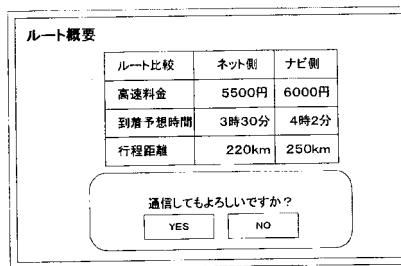 ルート概要
ルート比較 ネット側 ナビ側
高速料金 5500円 6000円
到着予想時間 3時30分 4時2分
行程距離 220km 250km
通信してもよろしいですか？
YES NO